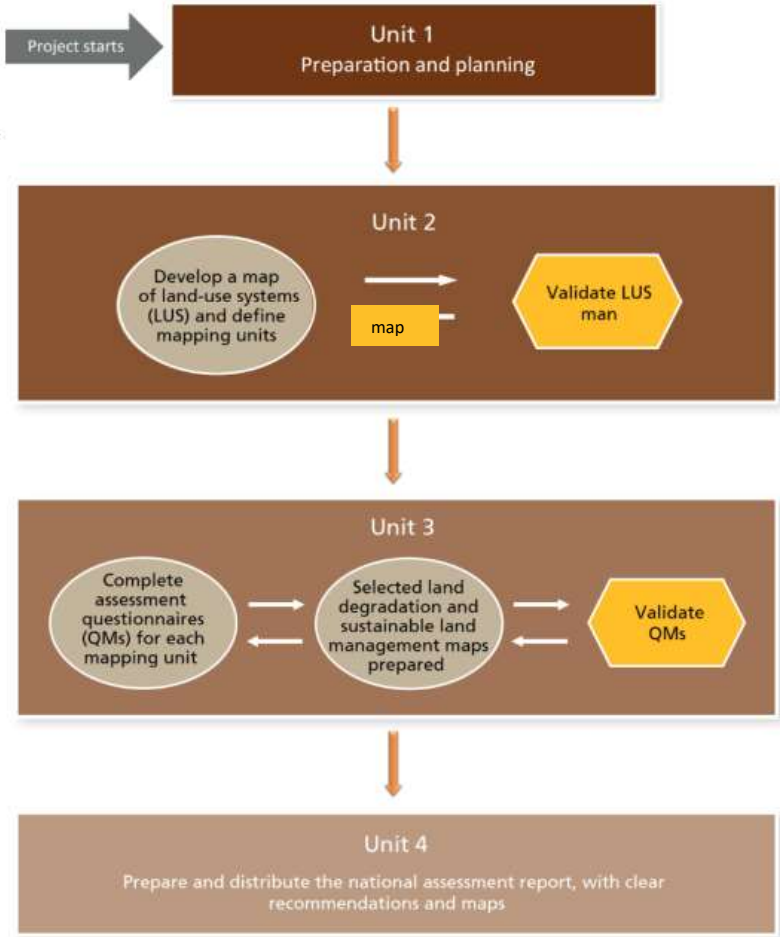 Project starts
Unit 1
Preparation and planning
Unit 2
Develop a map
of land-use systems
(LUS) and define
mapping units
map
Validate LUS
man
Unit 3
Complete
assessment
questionnaires
(QMs) for each
mapping unit
Selected land
degradation and
sustainable land
management maps
prepared
Validate
QMs
Unit 4
Prepare and distribute the national assessment report, with clear
recommendations and maps